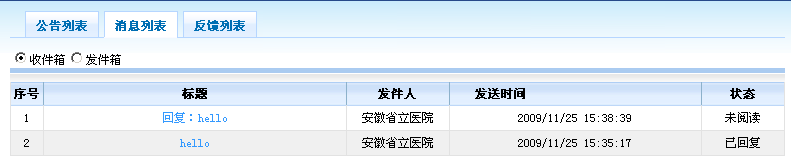 公告列表 消息列表 反馈列表
收件箱 发件箱
序号 标题 发件人 发送时间 状态
1 回复：hello 安徽省立医院 2009/11/25 15:38:39 未阅读
2 hello 安徽省立医院 2009/11/25 15:35:17 已回复